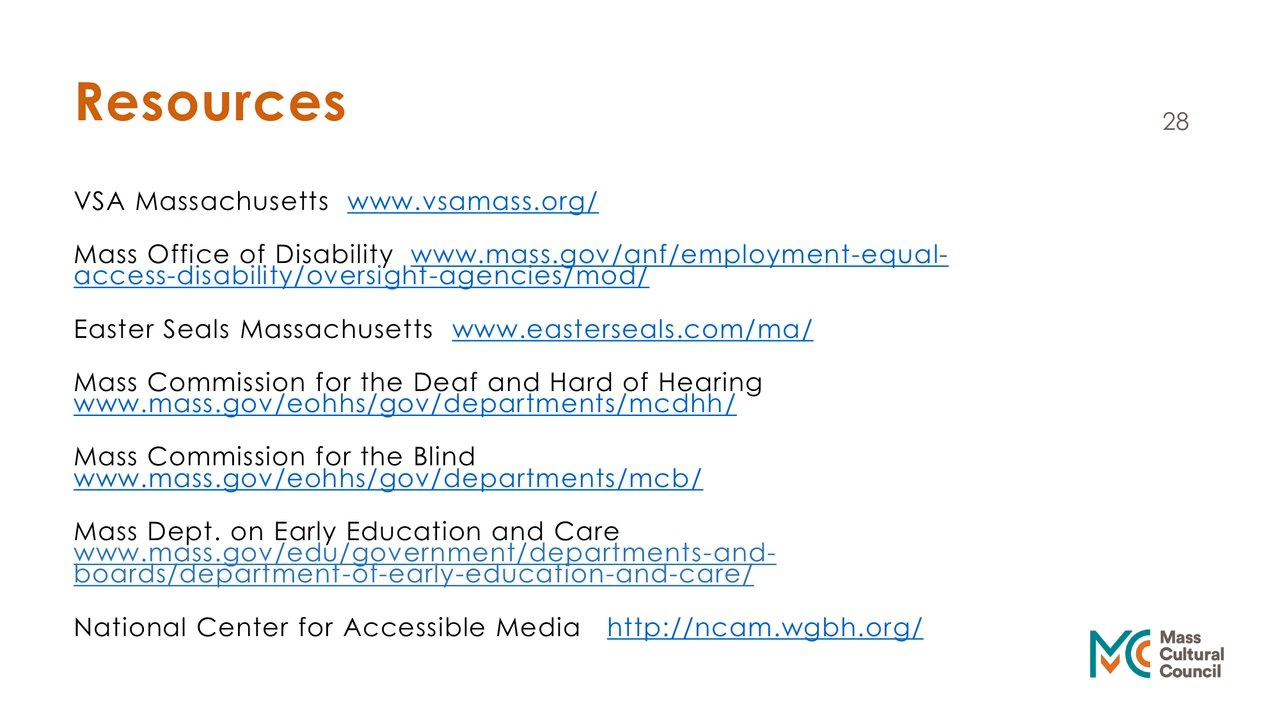 Resources
28
VSA Massachusetts  www.vsamass.org/
Mass Office of Disability  www.mass.gov/anf/employment-equal-
access-disability/oversight-agencies/mod/
Easter Seals Massachusetts  www.easterseals.com/ma/
Mass Commission for the Deaf and Hard of Hearing
www.mass.gov/eohhs/gov/departments/mcdhh/
Mass Commission for the Blind
www.mass.gov/eohhs/gov/departments/mcb/
Mass Dept. on Early Education and Care
www.mass.gov/edu/government/departments-and-
boards/department-of-early-education-and-care/
National Center for Accessible Media   http://ncam.wgbh.org/
MCC
Mass
Cultural
Council